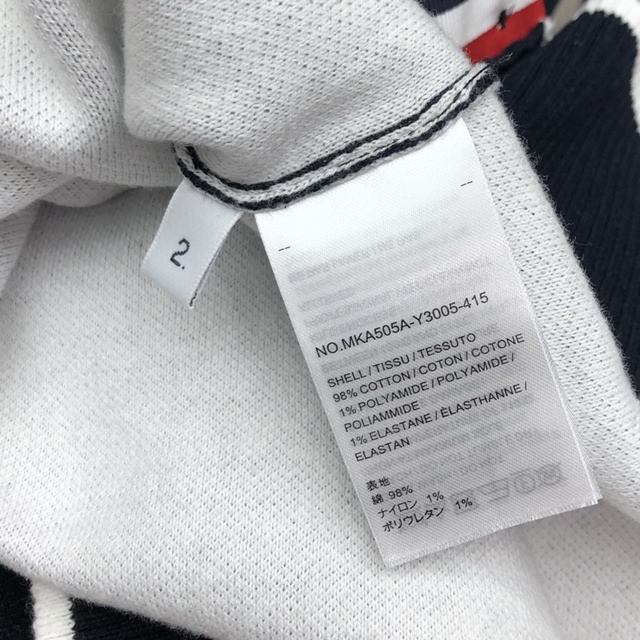 2
NO.MKA505A-Y3005-415
SHELL/TISSU/TESSUTO
98% COTTON/COTON/COTONE
1% POLYAMIDE/POLYAMIDE/
POLIAMMIDE
1% ELASTANE/ÉLASTHANNE/
ELASTAN
表地
綿 98%
ナイロン 1%
ポリウレタン 1%